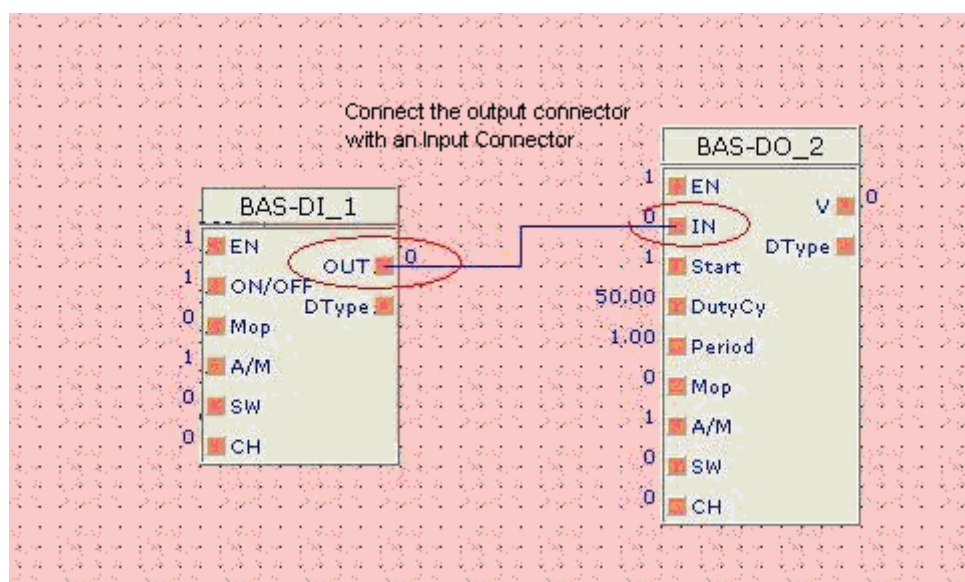 Connect the output connector
with an Input Connector
BAS-DI_1
1 EN
OUT 0
1 ON/OFF
DType
0 Mop
1 A/M
0 SW
0 CH
BAS-DO_2
1 EN
V 0
0 IN
DType
1 Start
50.00 DutyCy
1.00 Period
0 Mop
1 A/M
0 SW
0 CH